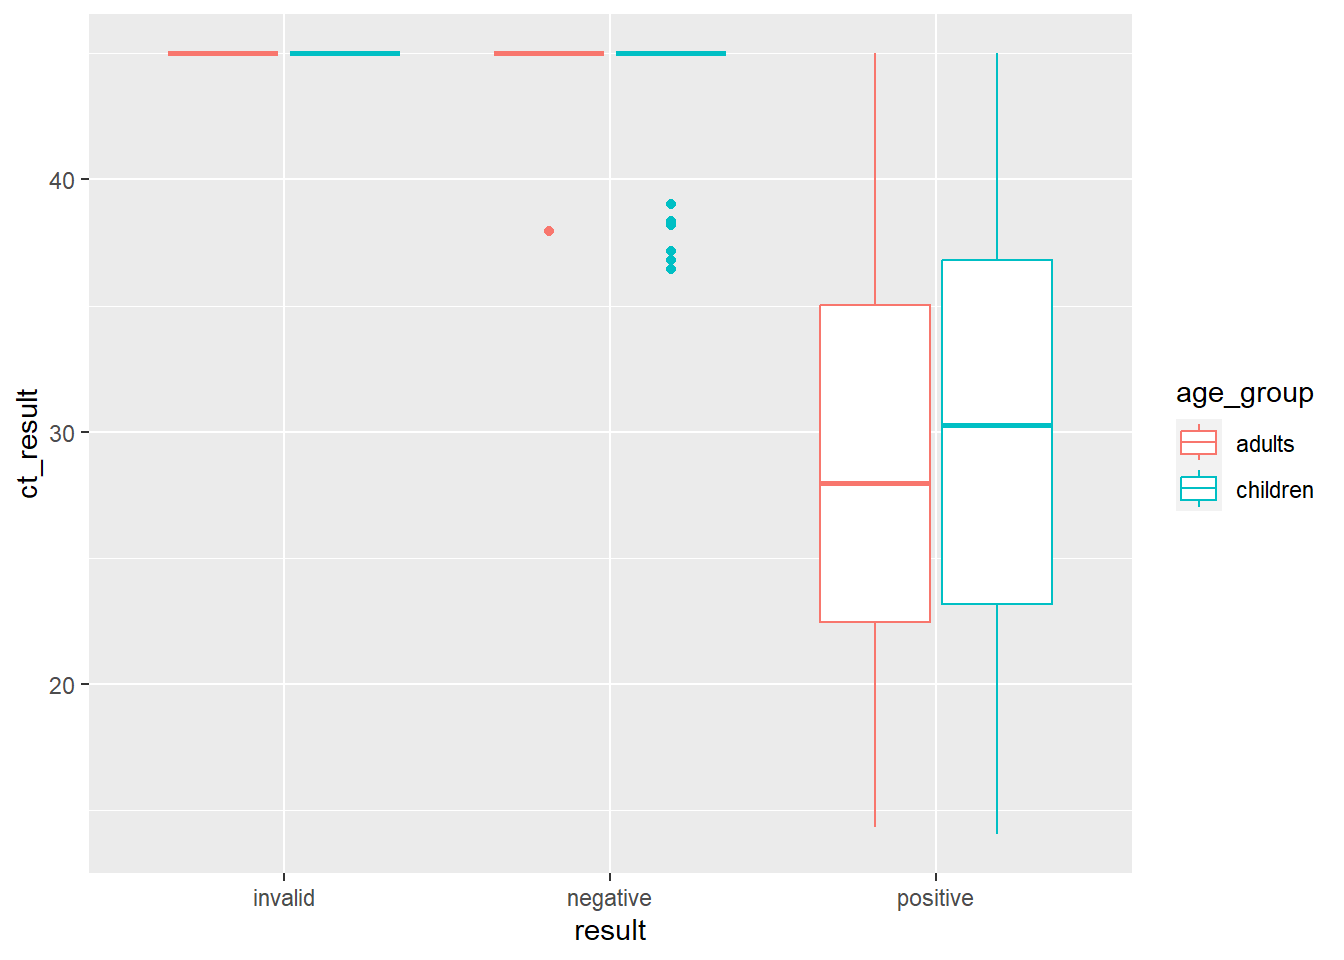 ct_result
40
30
20
invalid
negative
positive
result
age_group
adults
children